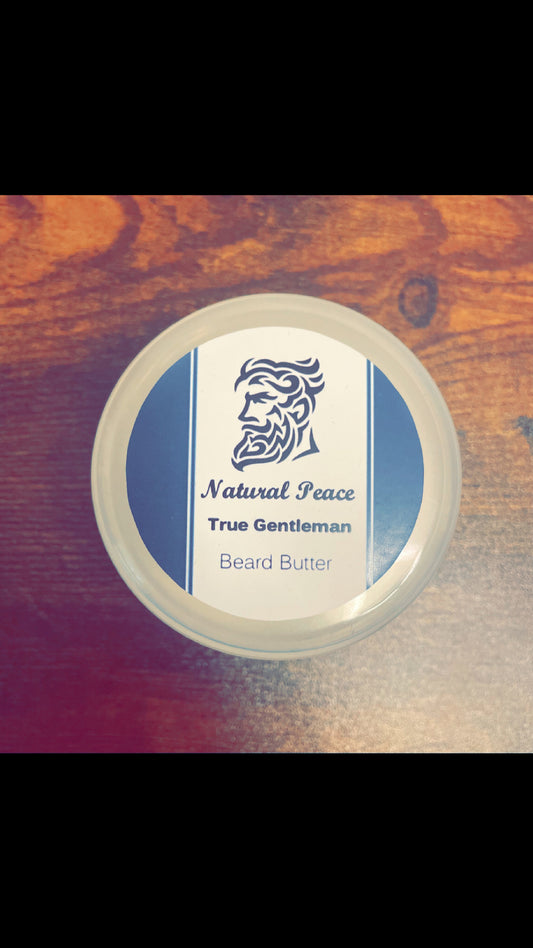 Natural Peace
True Gentleman
Beard Butter